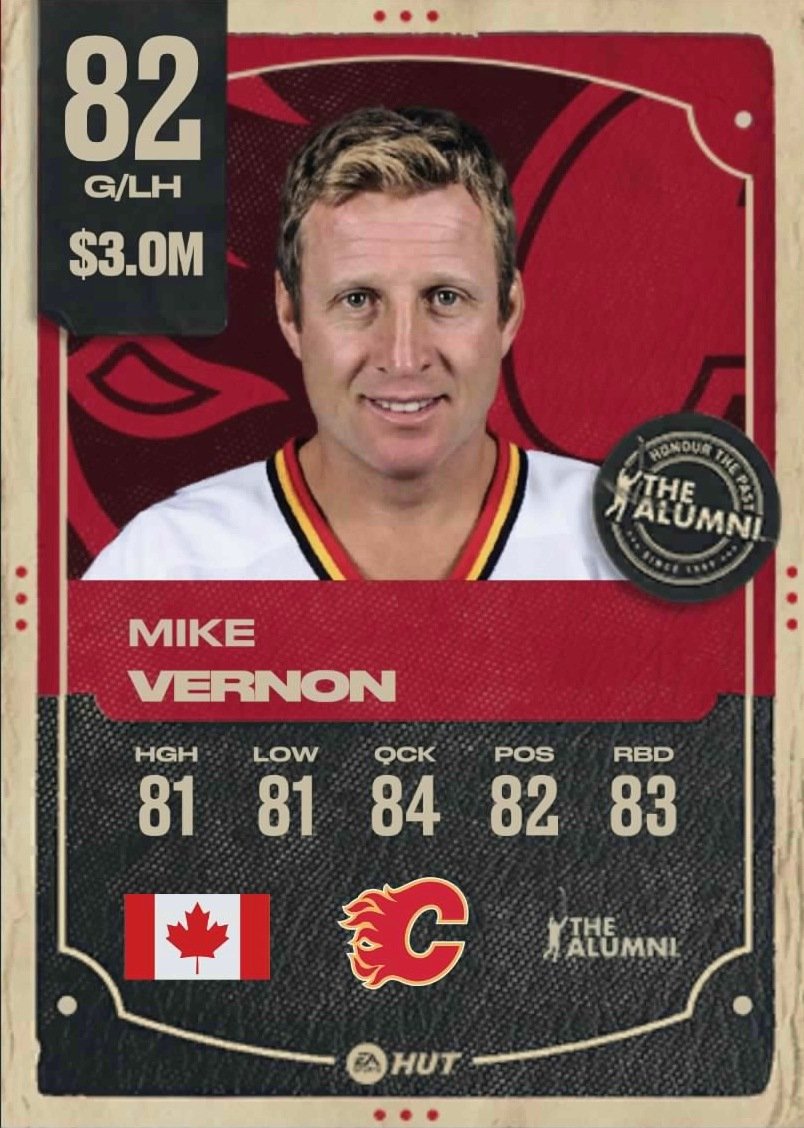 82
G/LH
$3.0M
HONOUR THE PAST
THE
ALUMNI
MIKE
VERNON
HGH LOW QCK POS RBD
81 81 84 82 83
C
THE
ALUMNI
EA
HUT